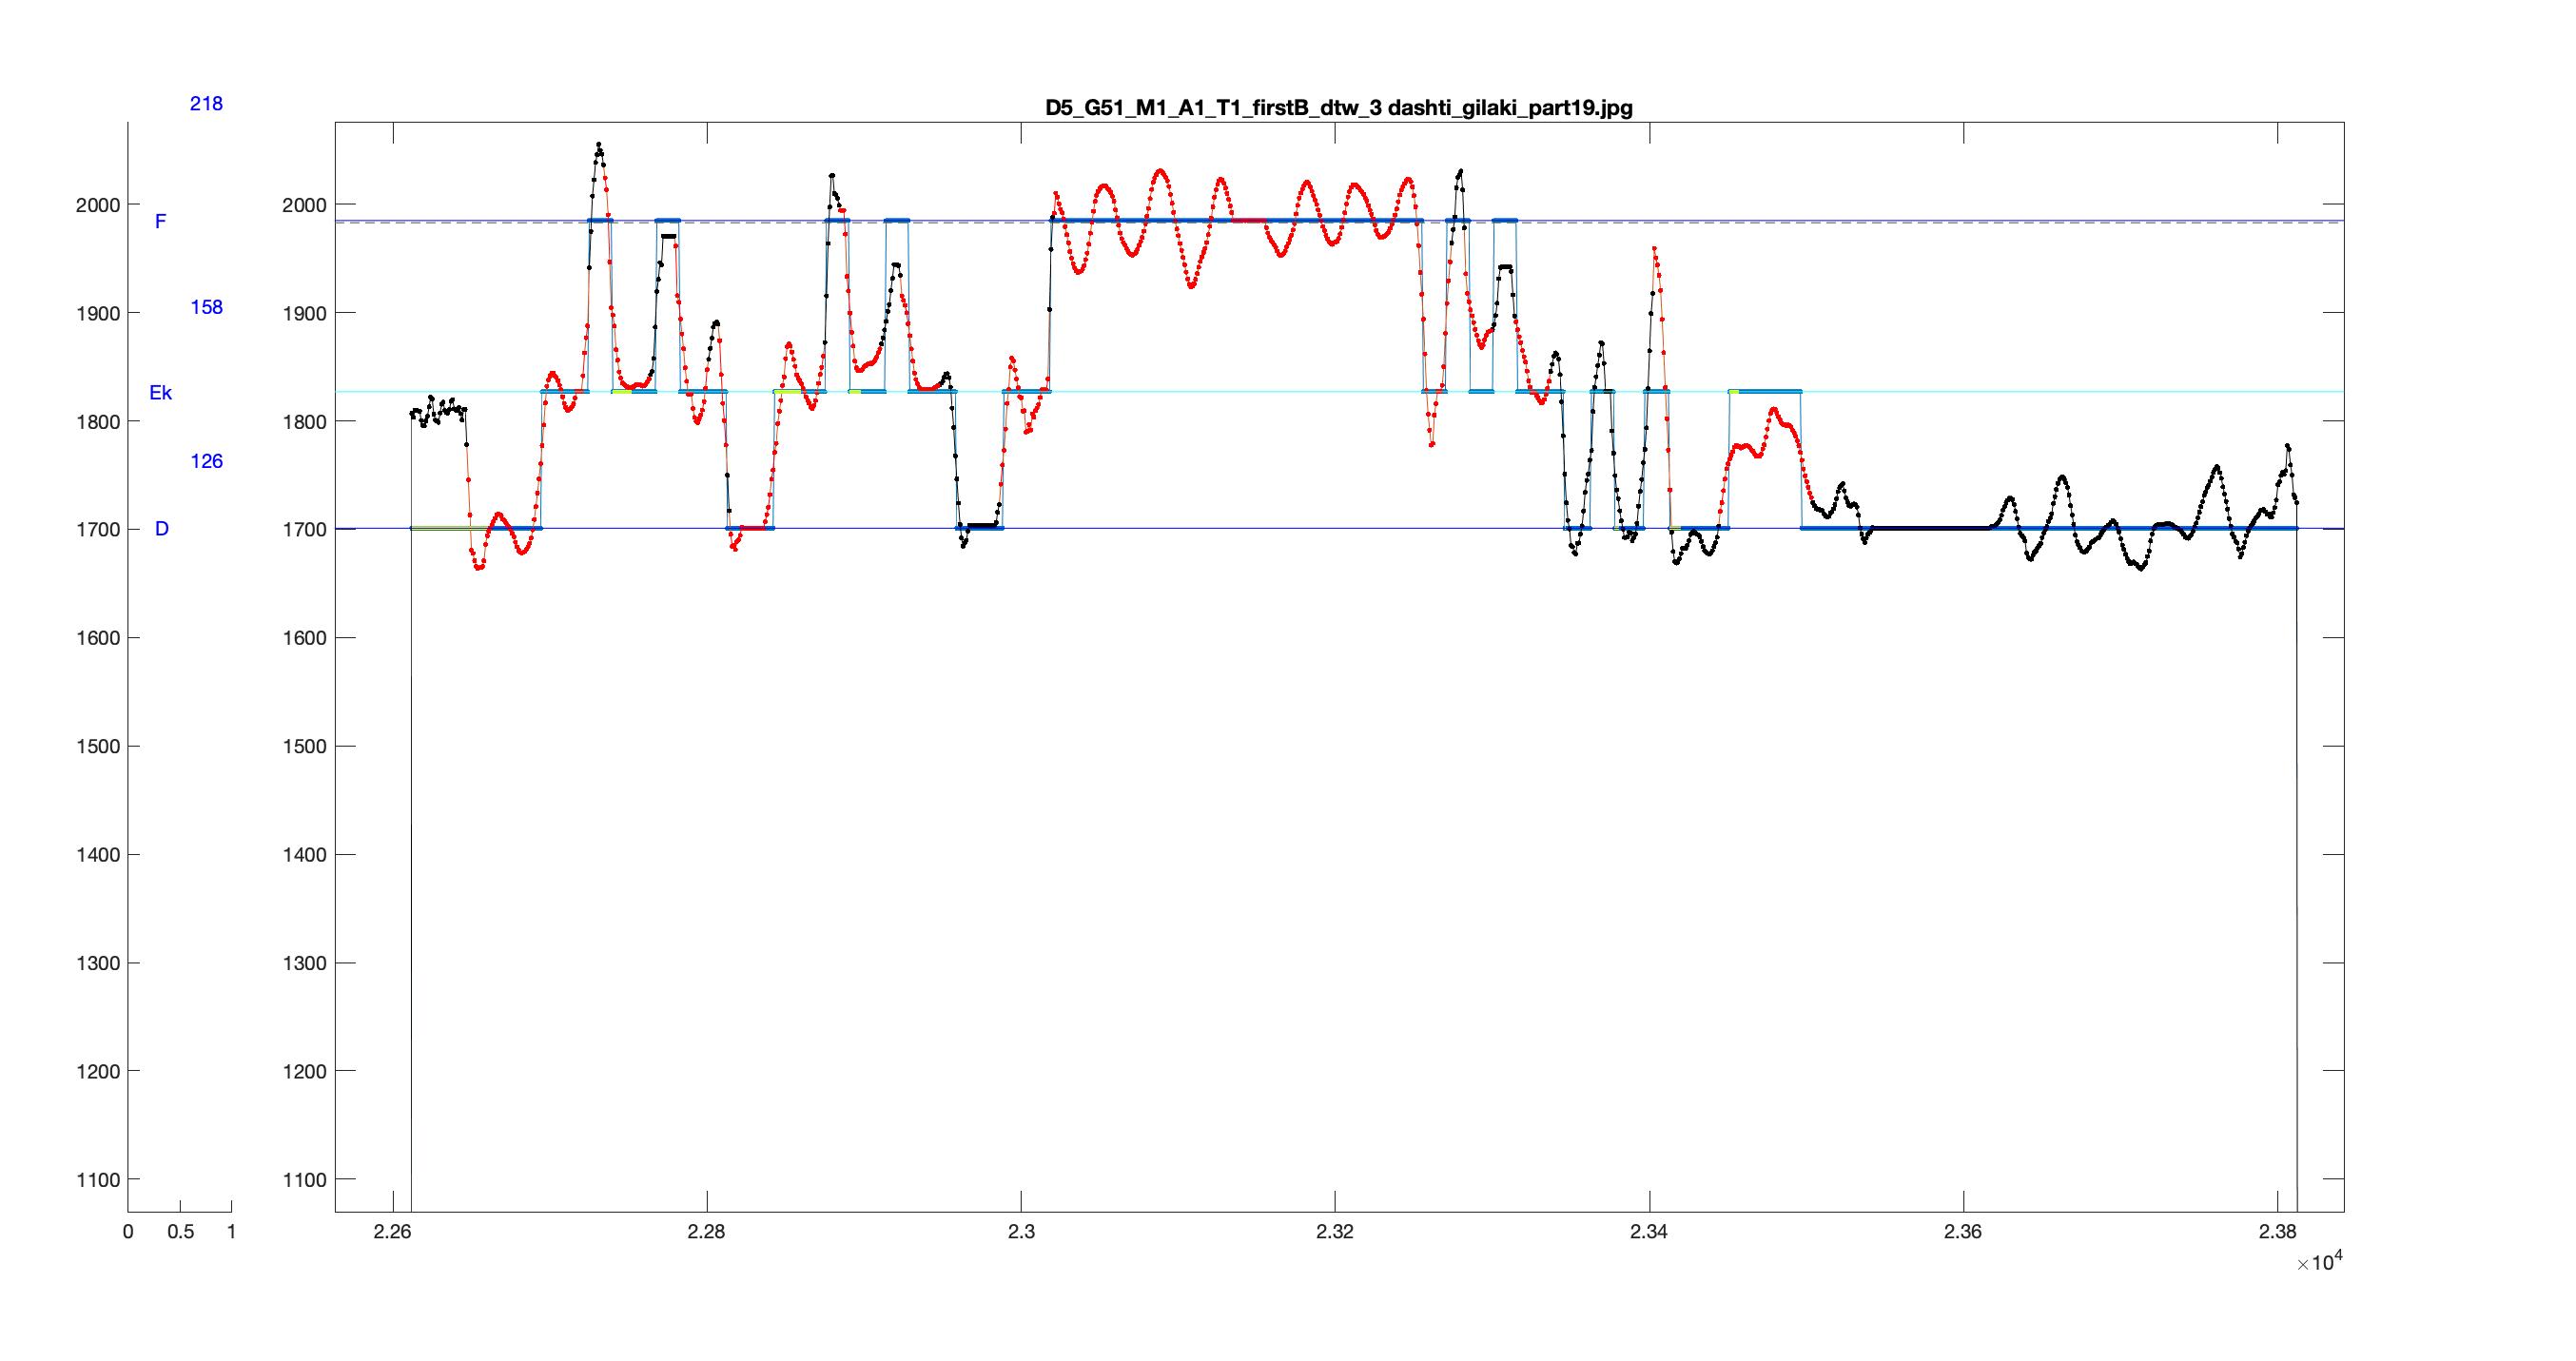 D5_G51_M1_A1_T1_firstB_dtw_3 dashti_gilaki_part19.jpg
218
2000 F 2000
1900 158 1900
Ek
1800 1800
126
1700 D 1700
1600 1600
1500 1500
1400 1400
1300 1300
1200 1200
1100 1100
0 0.5 1 2.26 2.28 2.3 2.32 2.34 2.36 2.38
×10⁴